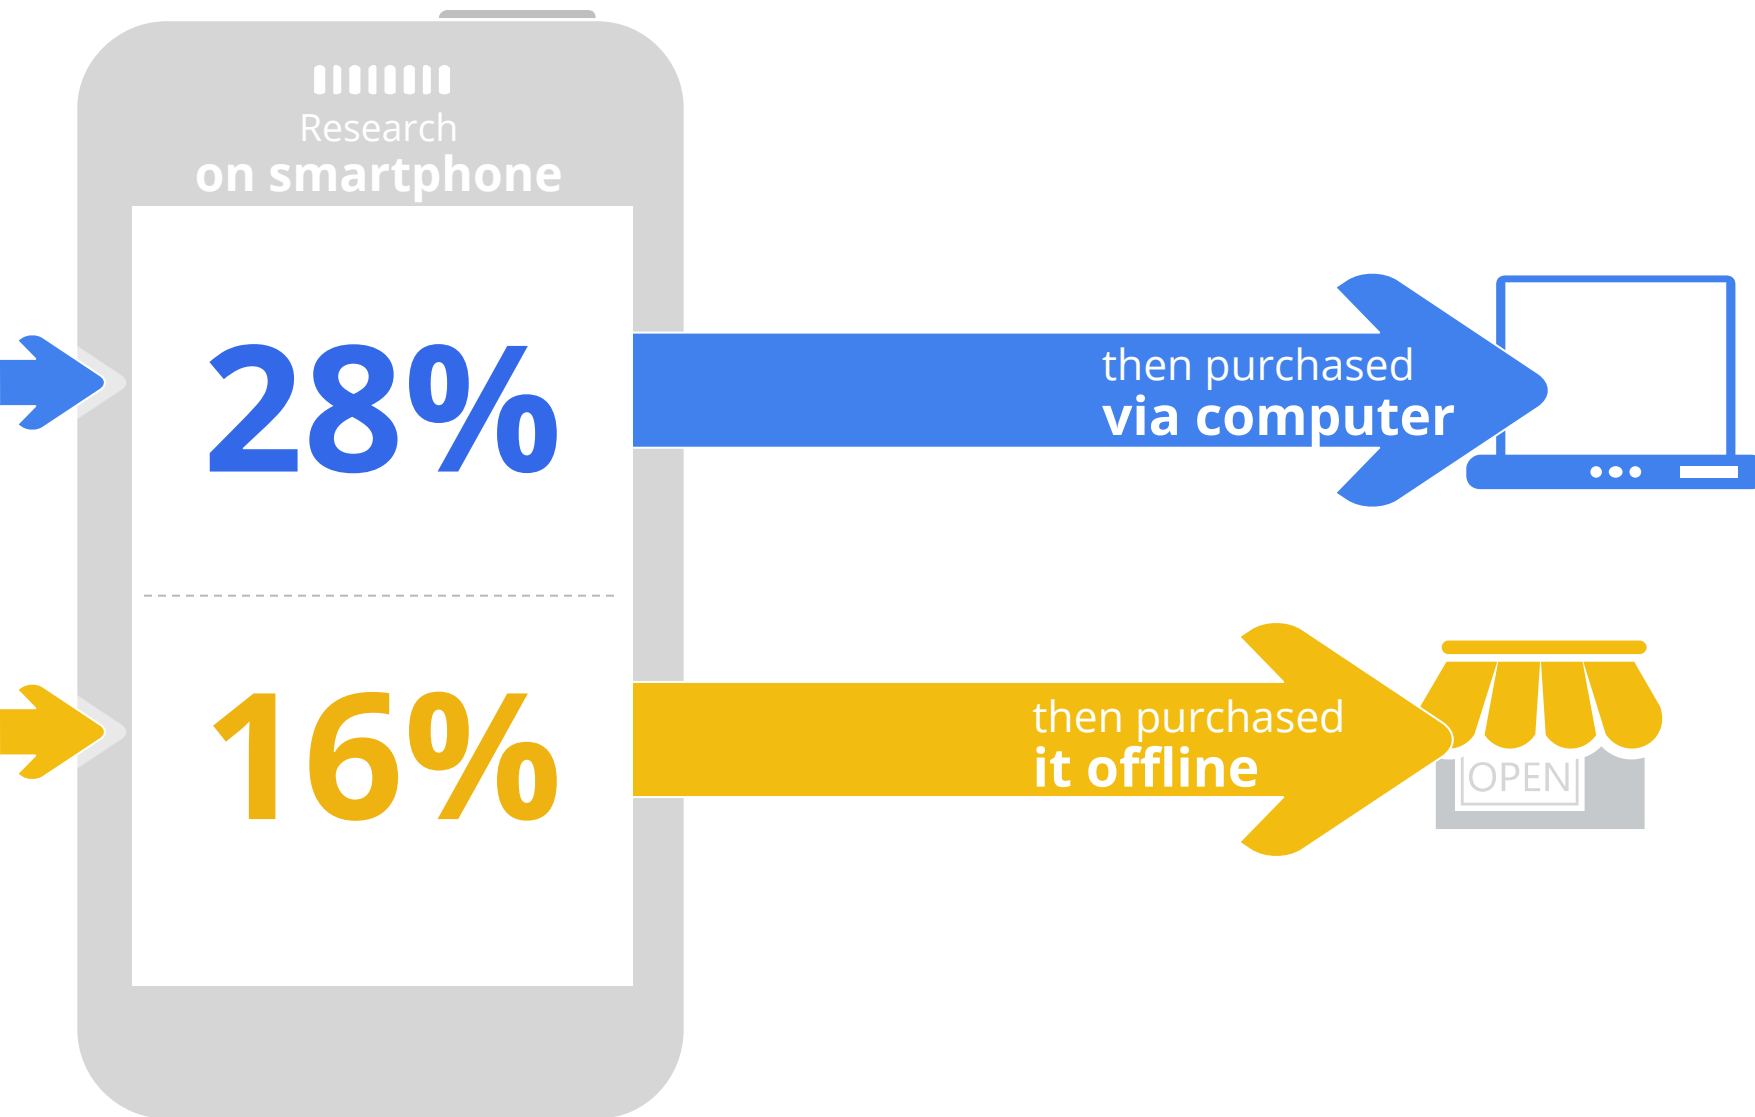 Research
on smartphone
28%
then purchased
via computer
16%
then purchased
it offline
OPEN